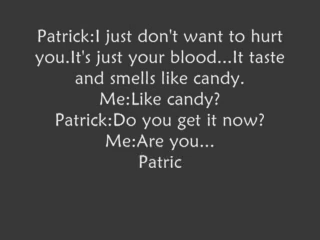 Patrick:I just don't want to hurt
you.It's just your blood...It taste
and smells like candy.
Me:Like candy?
Patrick:Do you get it now?
Me:Are you...
Patric